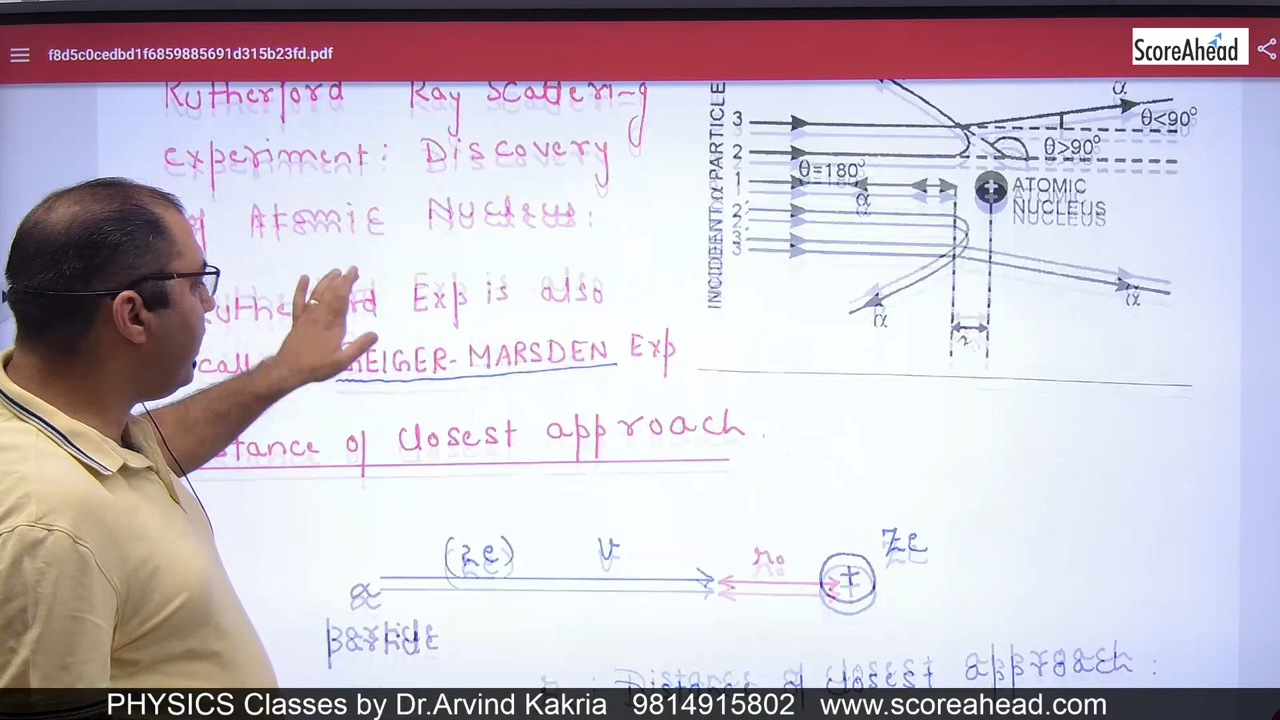 f8d5c0cedbd1f6859885691d315b23fd.pdf
ScoreAhead
Rutherford Ray Scattering
experiment: Discovery
of Atomic Nucleus:
Exp is also
GEIGER-MARSDEN Exp
closest approach.
INCIDENT α PARTICLE
3
2
1
2'
3'
α
θ<90°
θ>90°
θ=180°
α
ATOMIC
NUCLEUS
α
α
r₀
(2e)
V
r₀
Ze
+
α
particle
Distance of closest approach:
PHYSICS Classes by Dr.Arvind Kakria 9814915802 www.scoreahead.com